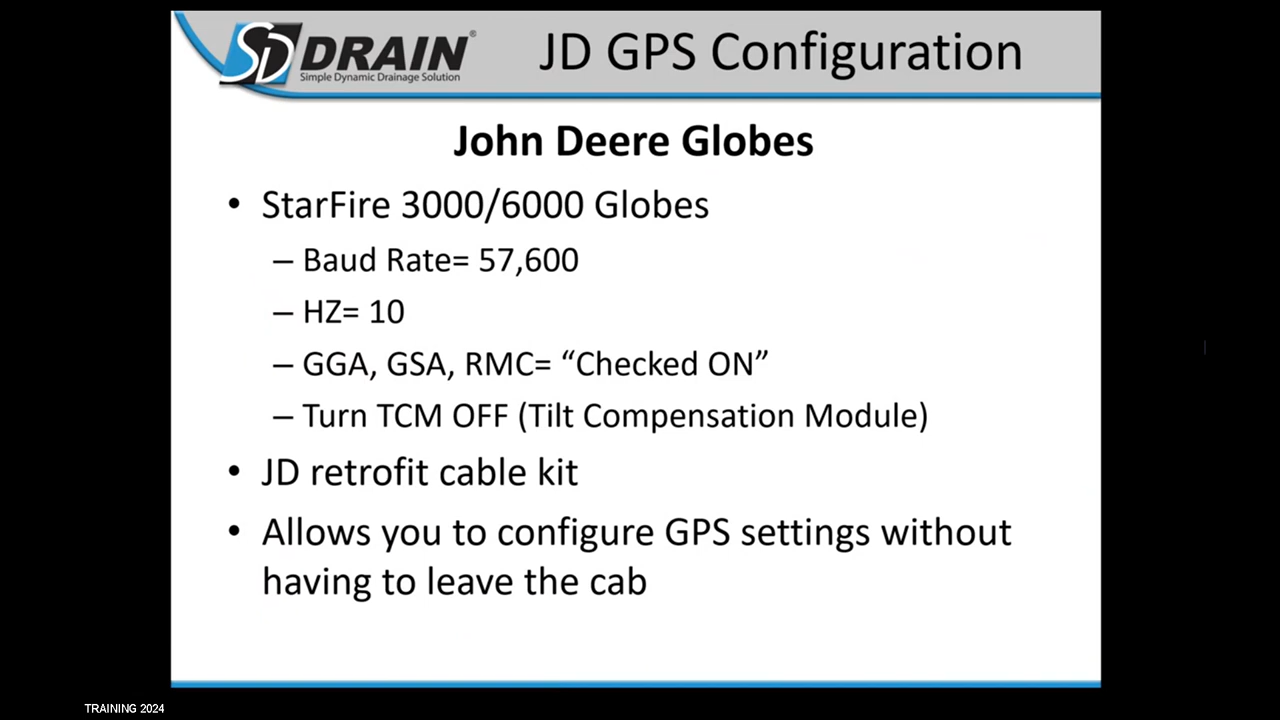 SD DRAIN®
Simple Dynamic Drainage Solution
JD GPS Configuration
John Deere Globes
• StarFire 3000/6000 Globes
– Baud Rate= 57,600
– HZ= 10
– GGA, GSA, RMC= “Checked ON”
– Turn TCM OFF (Tilt Compensation Module)
• JD retrofit cable kit
• Allows you to configure GPS settings without
having to leave the cab
TRAINING 2024